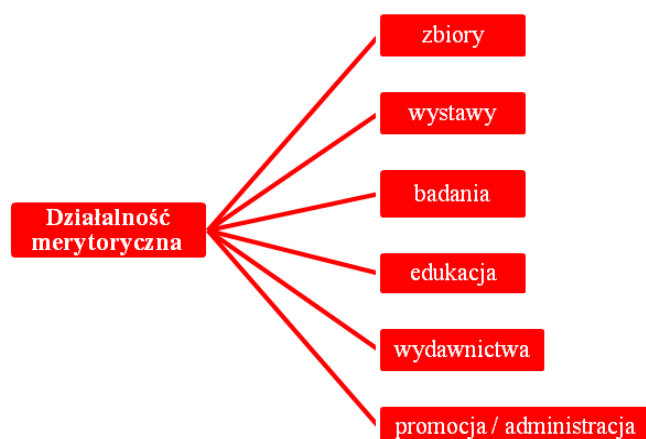 Działalność
merytoryczna
zbiory
wystawy
badania
edukacja
wydawnictwa
promocja / administracja